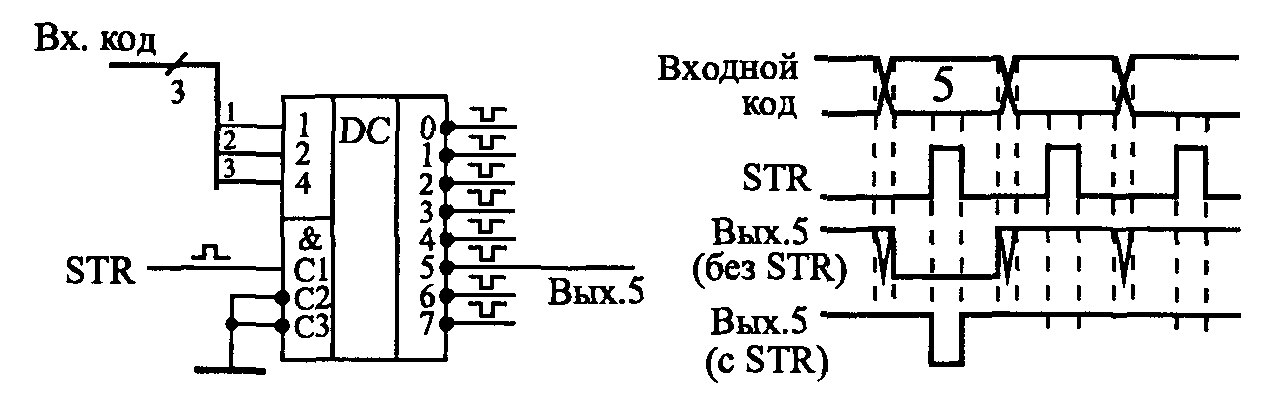 Вх. код
3
1
2
3
1
2
4
DC
0
1
2
3
4
5
6
7
&
C1
C2
C3
STR
Вых.5
Входной
код
5
STR
Вых.5
(без STR)
Вых.5
(с STR)